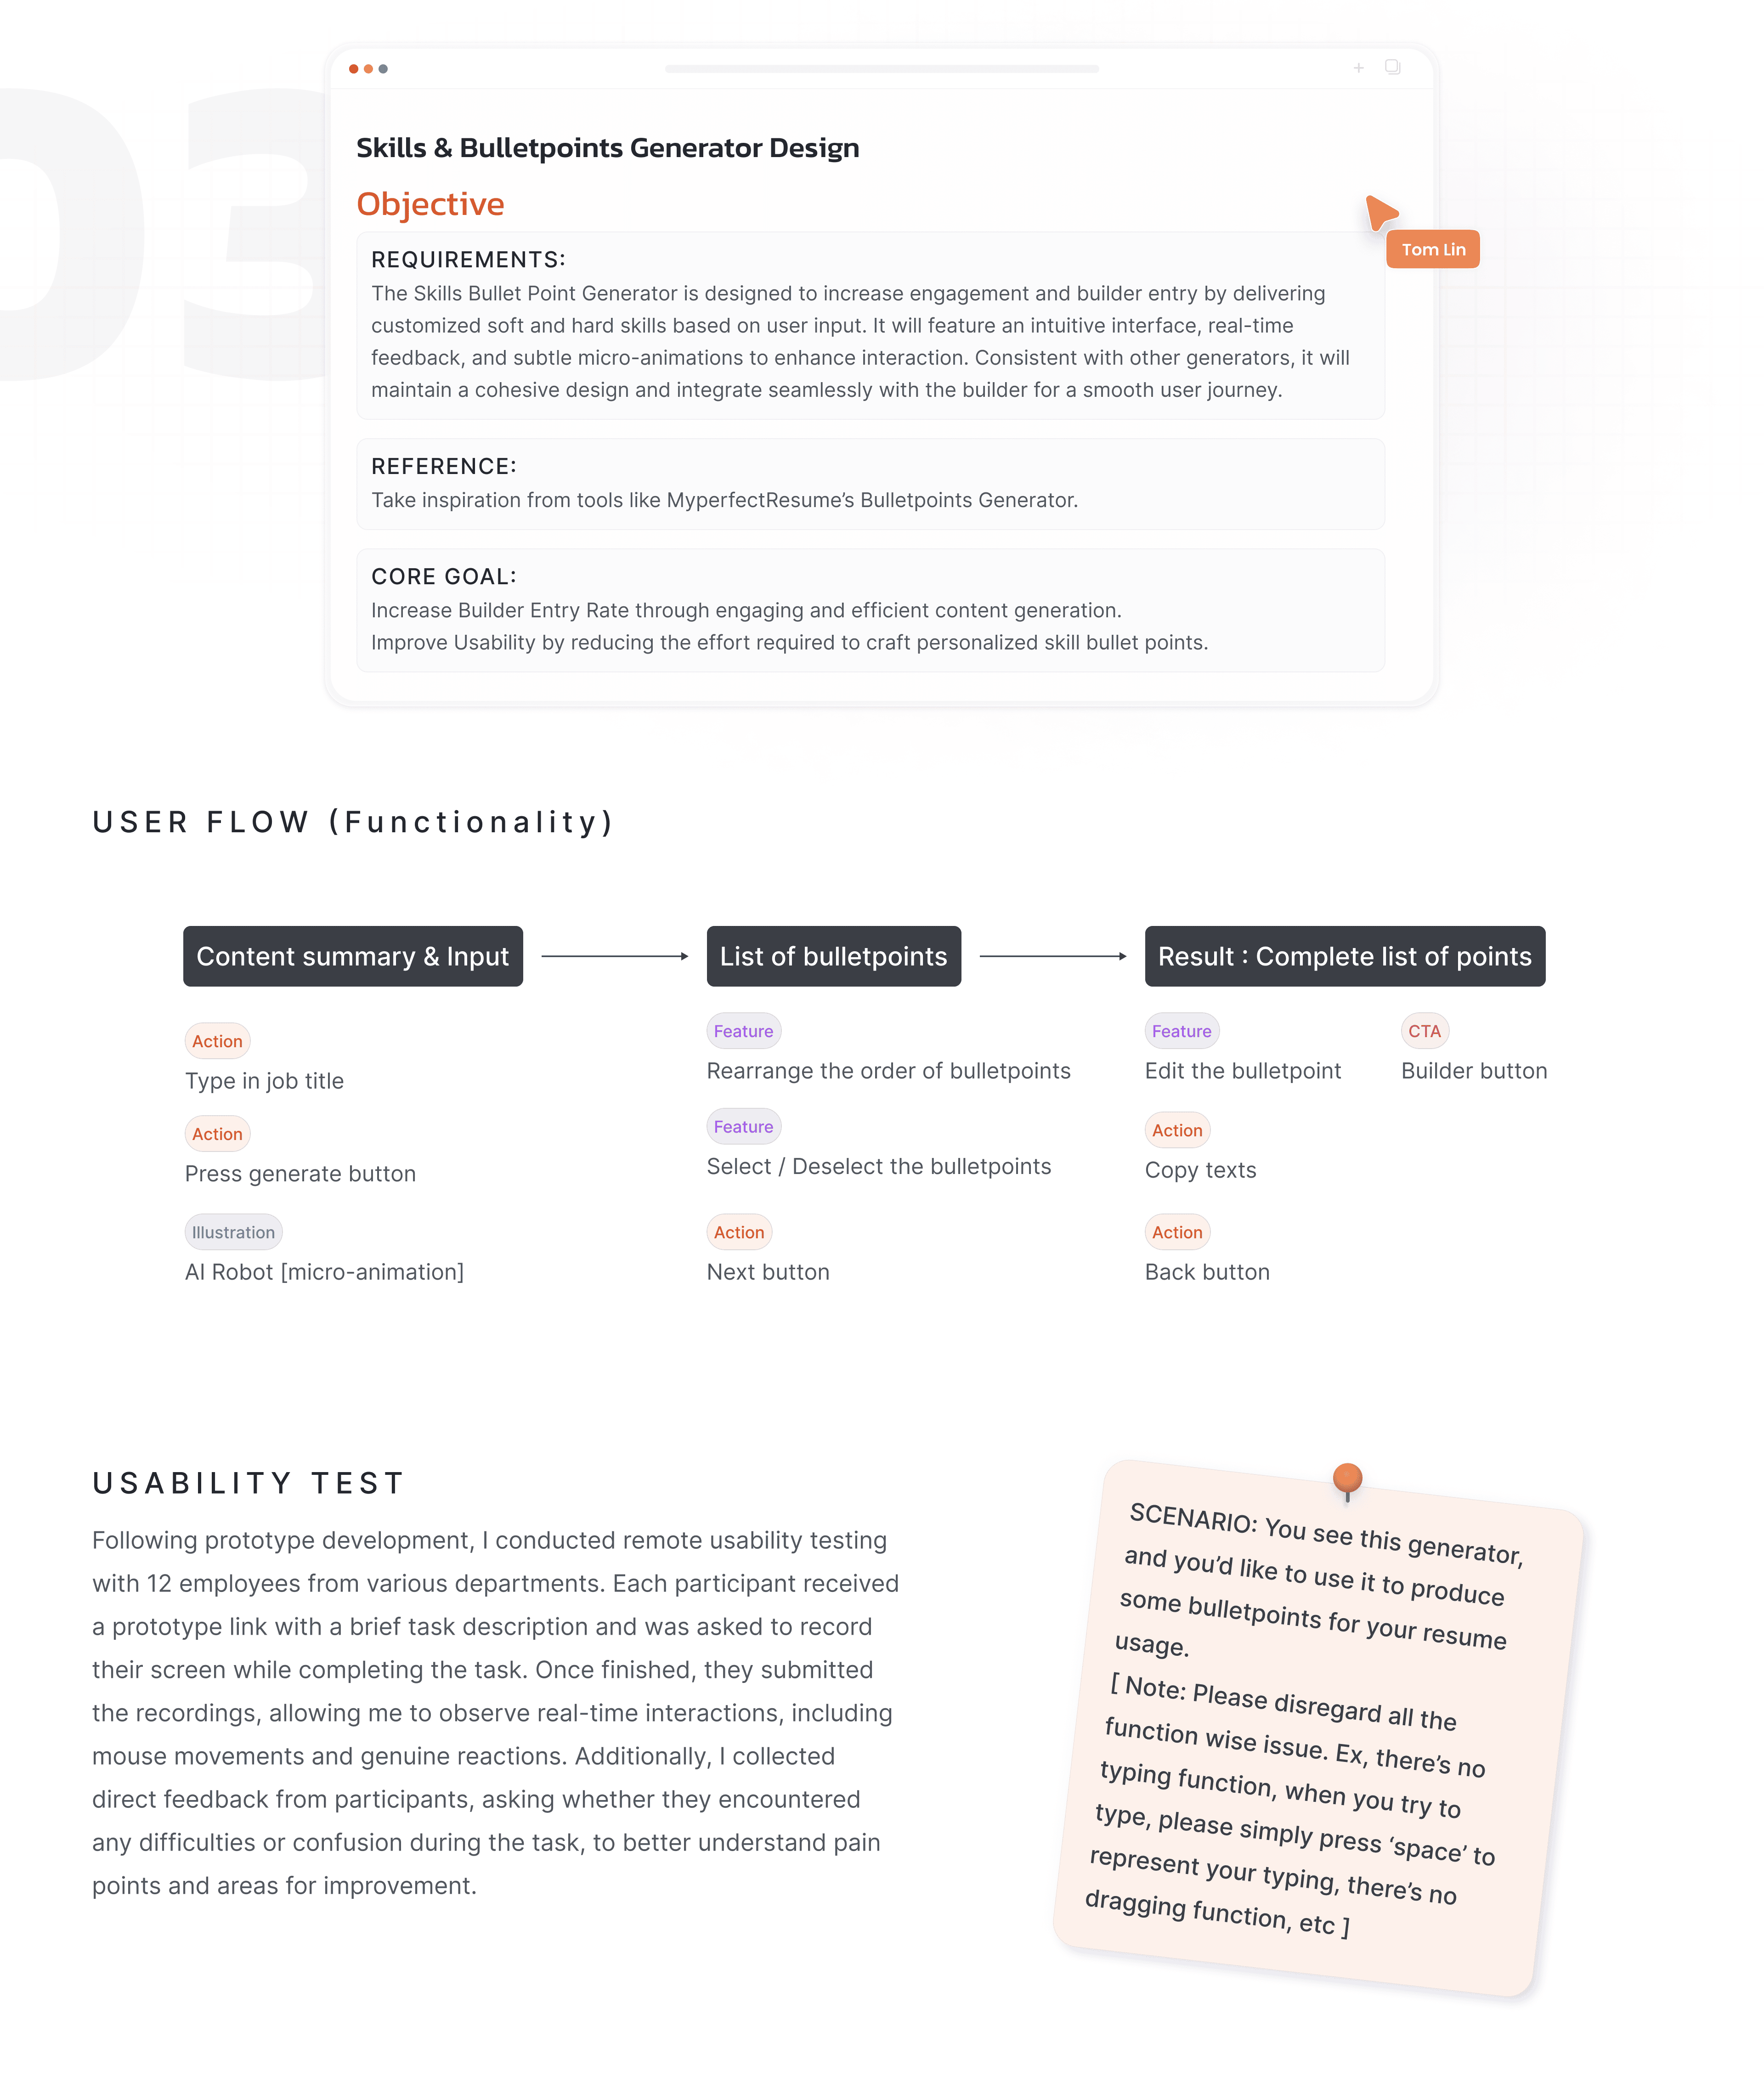 03
Skills & Bulletpoints Generator Design
Objective
Tom Lin
REQUIREMENTS:
The Skills Bullet Point Generator is designed to increase engagement and builder entry by delivering
customized soft and hard skills based on user input. It will feature an intuitive interface, real-time
feedback, and subtle micro-animations to enhance interaction. Consistent with other generators, it will
maintain a cohesive design and integrate seamlessly with the builder for a smooth user journey.
REFERENCE:
Take inspiration from tools like MyperfectResume’s Bulletpoints Generator.
CORE GOAL:
Increase Builder Entry Rate through engaging and efficient content generation.
Improve Usability by reducing the effort required to craft personalized skill bullet points.
USER FLOW (Functionality)
Content summary & Input
Action
Type in job title
Action
Press generate button
Illustration
AI Robot [micro-animation]
List of bulletpoints
Feature
Rearrange the order of bulletpoints
Feature
Select / Deselect the bulletpoints
Action
Next button
Result : Complete list of points
Feature
Edit the bulletpoint
Action
Copy texts
Action
Back button
CTA
Builder button
USABILITY TEST
Following prototype development, I conducted remote usability testing
with 12 employees from various departments. Each participant received
a prototype link with a brief task description and was asked to record
their screen while completing the task. Once finished, they submitted
the recordings, allowing me to observe real-time interactions, including
mouse movements and genuine reactions. Additionally, I collected
direct feedback from participants, asking whether they encountered
any difficulties or confusion during the task, to better understand pain
points and areas for improvement.
SCENARIO: You see this generator,
and you’d like to use it to produce
some bulletpoints for your resume
usage.
[ Note: Please disregard all the
function wise issue. Ex, there’s no
typing function, when you try to
type, please simply press ‘space’ to
represent your typing, there’s no
dragging function, etc ]